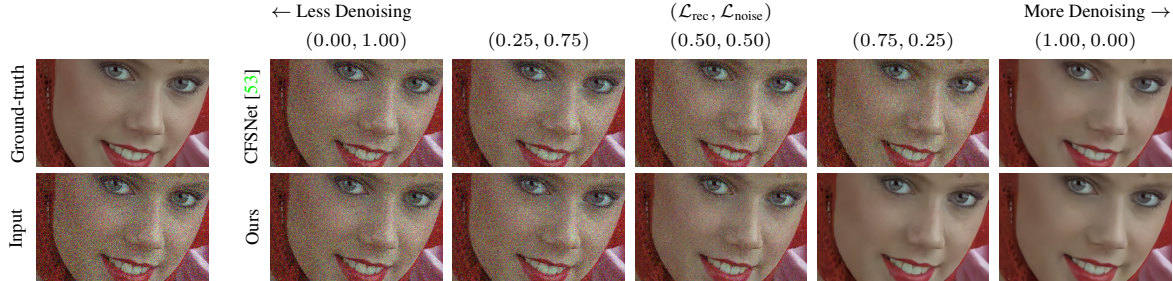 ← Less Denoising
(ℒrec, ℒnoise)
More Denoising →
(0.00, 1.00)
(0.25, 0.75)
(0.50, 0.50)
(0.75, 0.25)
(1.00, 0.00)
Ground-truth
CFSNet [53]
Input
Ours